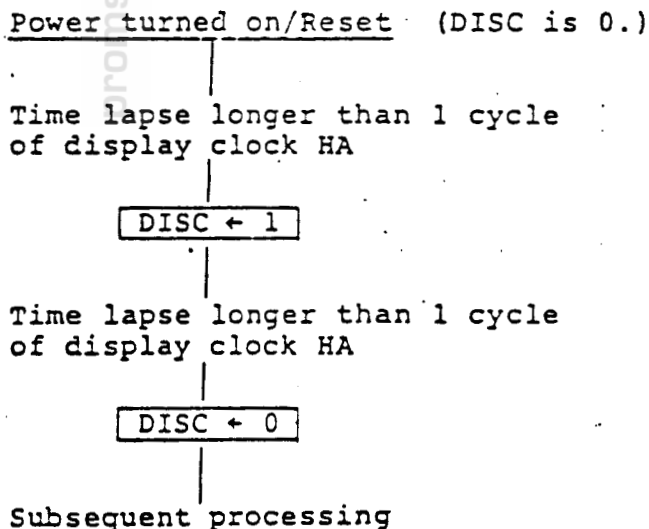 Power turned on/Reset (DISC is 0.)
Time lapse longer than 1 cycle
of display clock HA
DISC ← 1
Time lapse longer than 1 cycle
of display clock HA
DISC ← 0
Subsequent processing